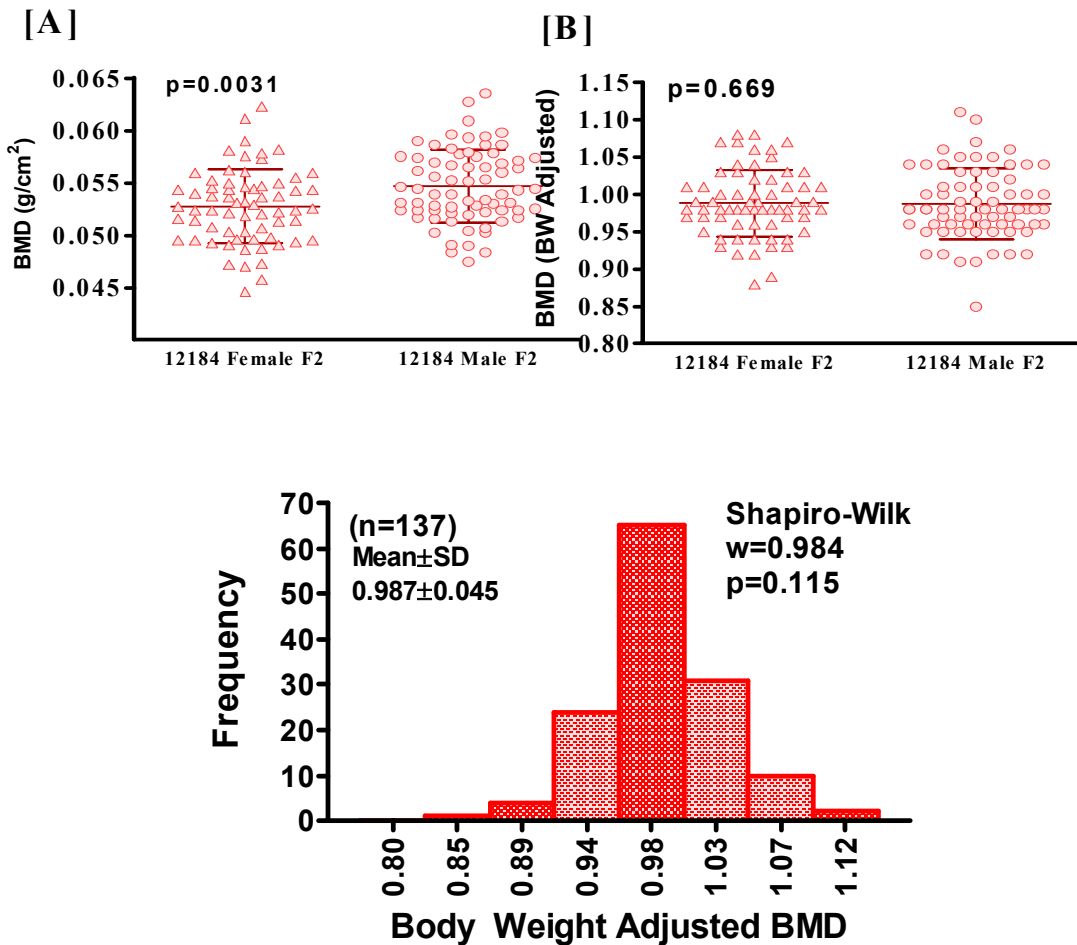 [A]
p=0.0031
0.065
0.060
0.055
0.050
0.045
BMD (g/cm²)
12184 Female F2
12184 Male F2
[B]
p=0.669
1.15
1.10
1.05
1.00
0.95
0.90
0.85
0.80
BMD (BW Adjusted)
12184 Female F2
12184 Male F2
(n=137)
Mean±SD
0.987±0.045
Shapiro-Wilk
w=0.984
p=0.115
70
60
50
40
30
20
10
0
Frequency
0.80
0.85
0.89
0.94
0.98
1.03
1.07
1.12
Body Weight Adjusted BMD